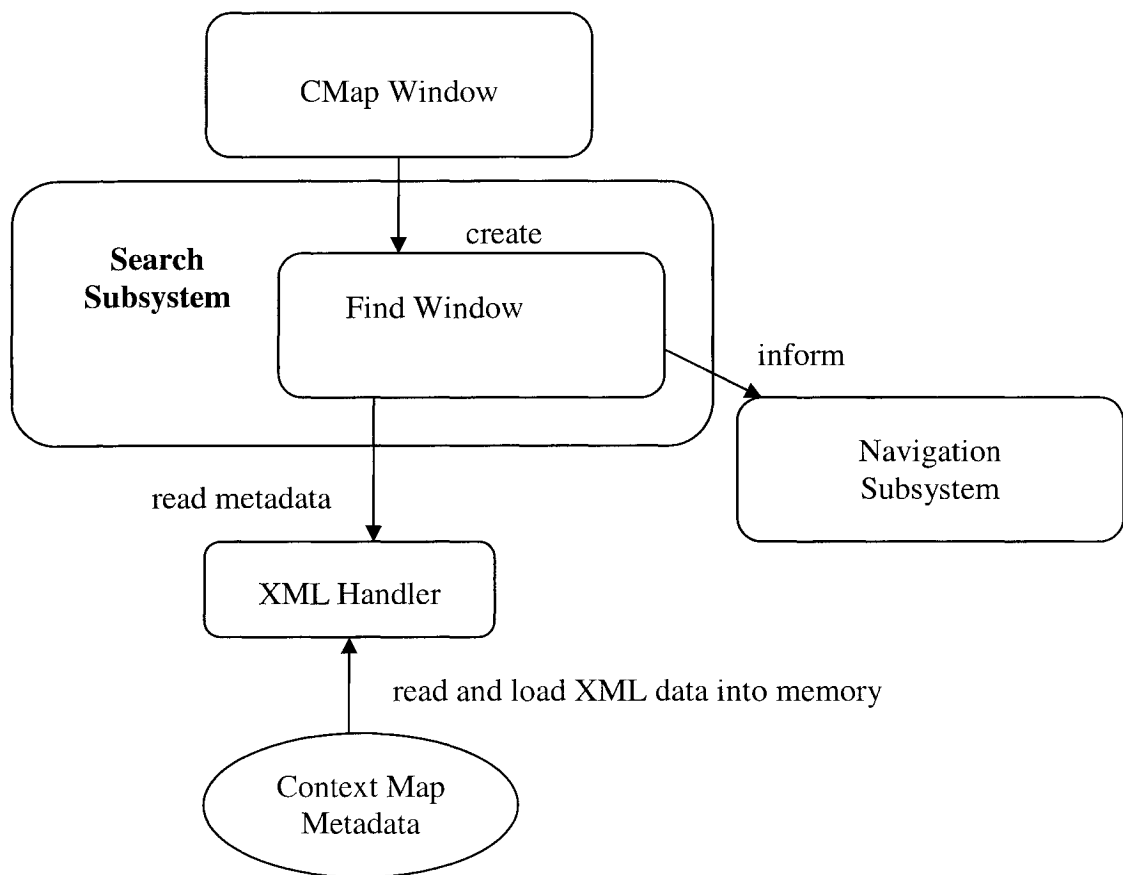 CMap Window
create
Search
Subsystem
Find Window
inform
Navigation
Subsystem
read metadata
XML Handler
read and load XML data into memory
Context Map
Metadata